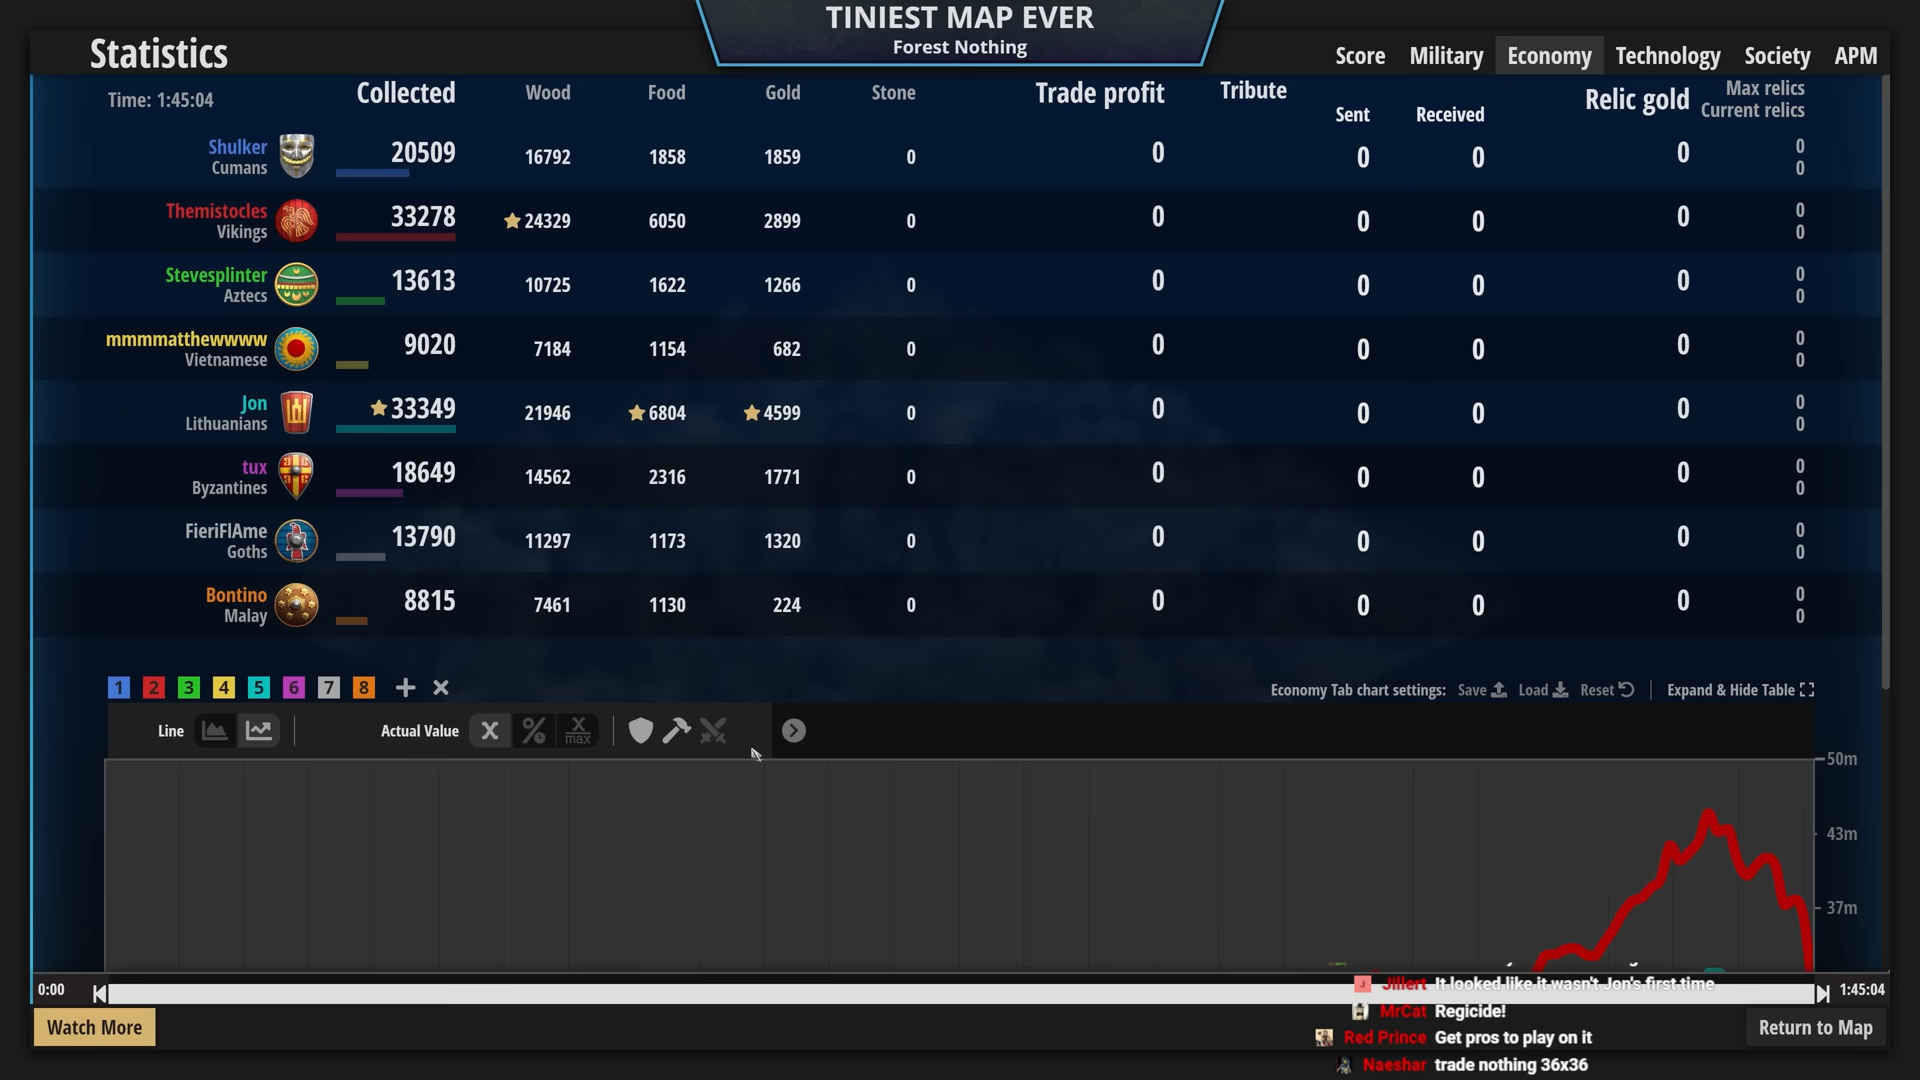 TINIEST MAP EVER
Forest Nothing
Statistics
Score Military Economy Technology Society APM
Time: 1:45:04 Collected Wood Food Gold Stone Trade profit Tribute Sent Received Relic gold Max relics
Current relics
Shulker
Cumans 20509 16792 1858 1859 0 0 0 0 0 0
0
Themistocles
Vikings 33278 24329 6050 2899 0 0 0 0 0 0
0
Stevesplinter
Aztecs 13613 10725 1622 1266 0 0 0 0 0 0
0
mmmmatthewwww
Vietnamese 9020 7184 1154 682 0 0 0 0 0 0
0
Jon
Lithuanians 33349 21946 6804 4599 0 0 0 0 0 0
0
tux
Byzantines 18649 14562 2316 1771 0 0 0 0 0 0
0
FieriFlAme
Goths 13790 11297 1173 1320 0 0 0 0 0 0
0
Bontino
Malay 8815 7461 1130 224 0 0 0 0 0 0
0
1 2 3 4 5 6 7 8
Economy Tab chart settings: Save Load Reset Expand & Hide Table
Line Actual Value X % X
max
50m
43m
37m
0:00 1:45:04
Jillert It looked like it wasn't Jon's first time
MrCat Regicide!
Red Prince Get pros to play on it
Naeshar trade nothing 36x36
Watch More
Return to Map